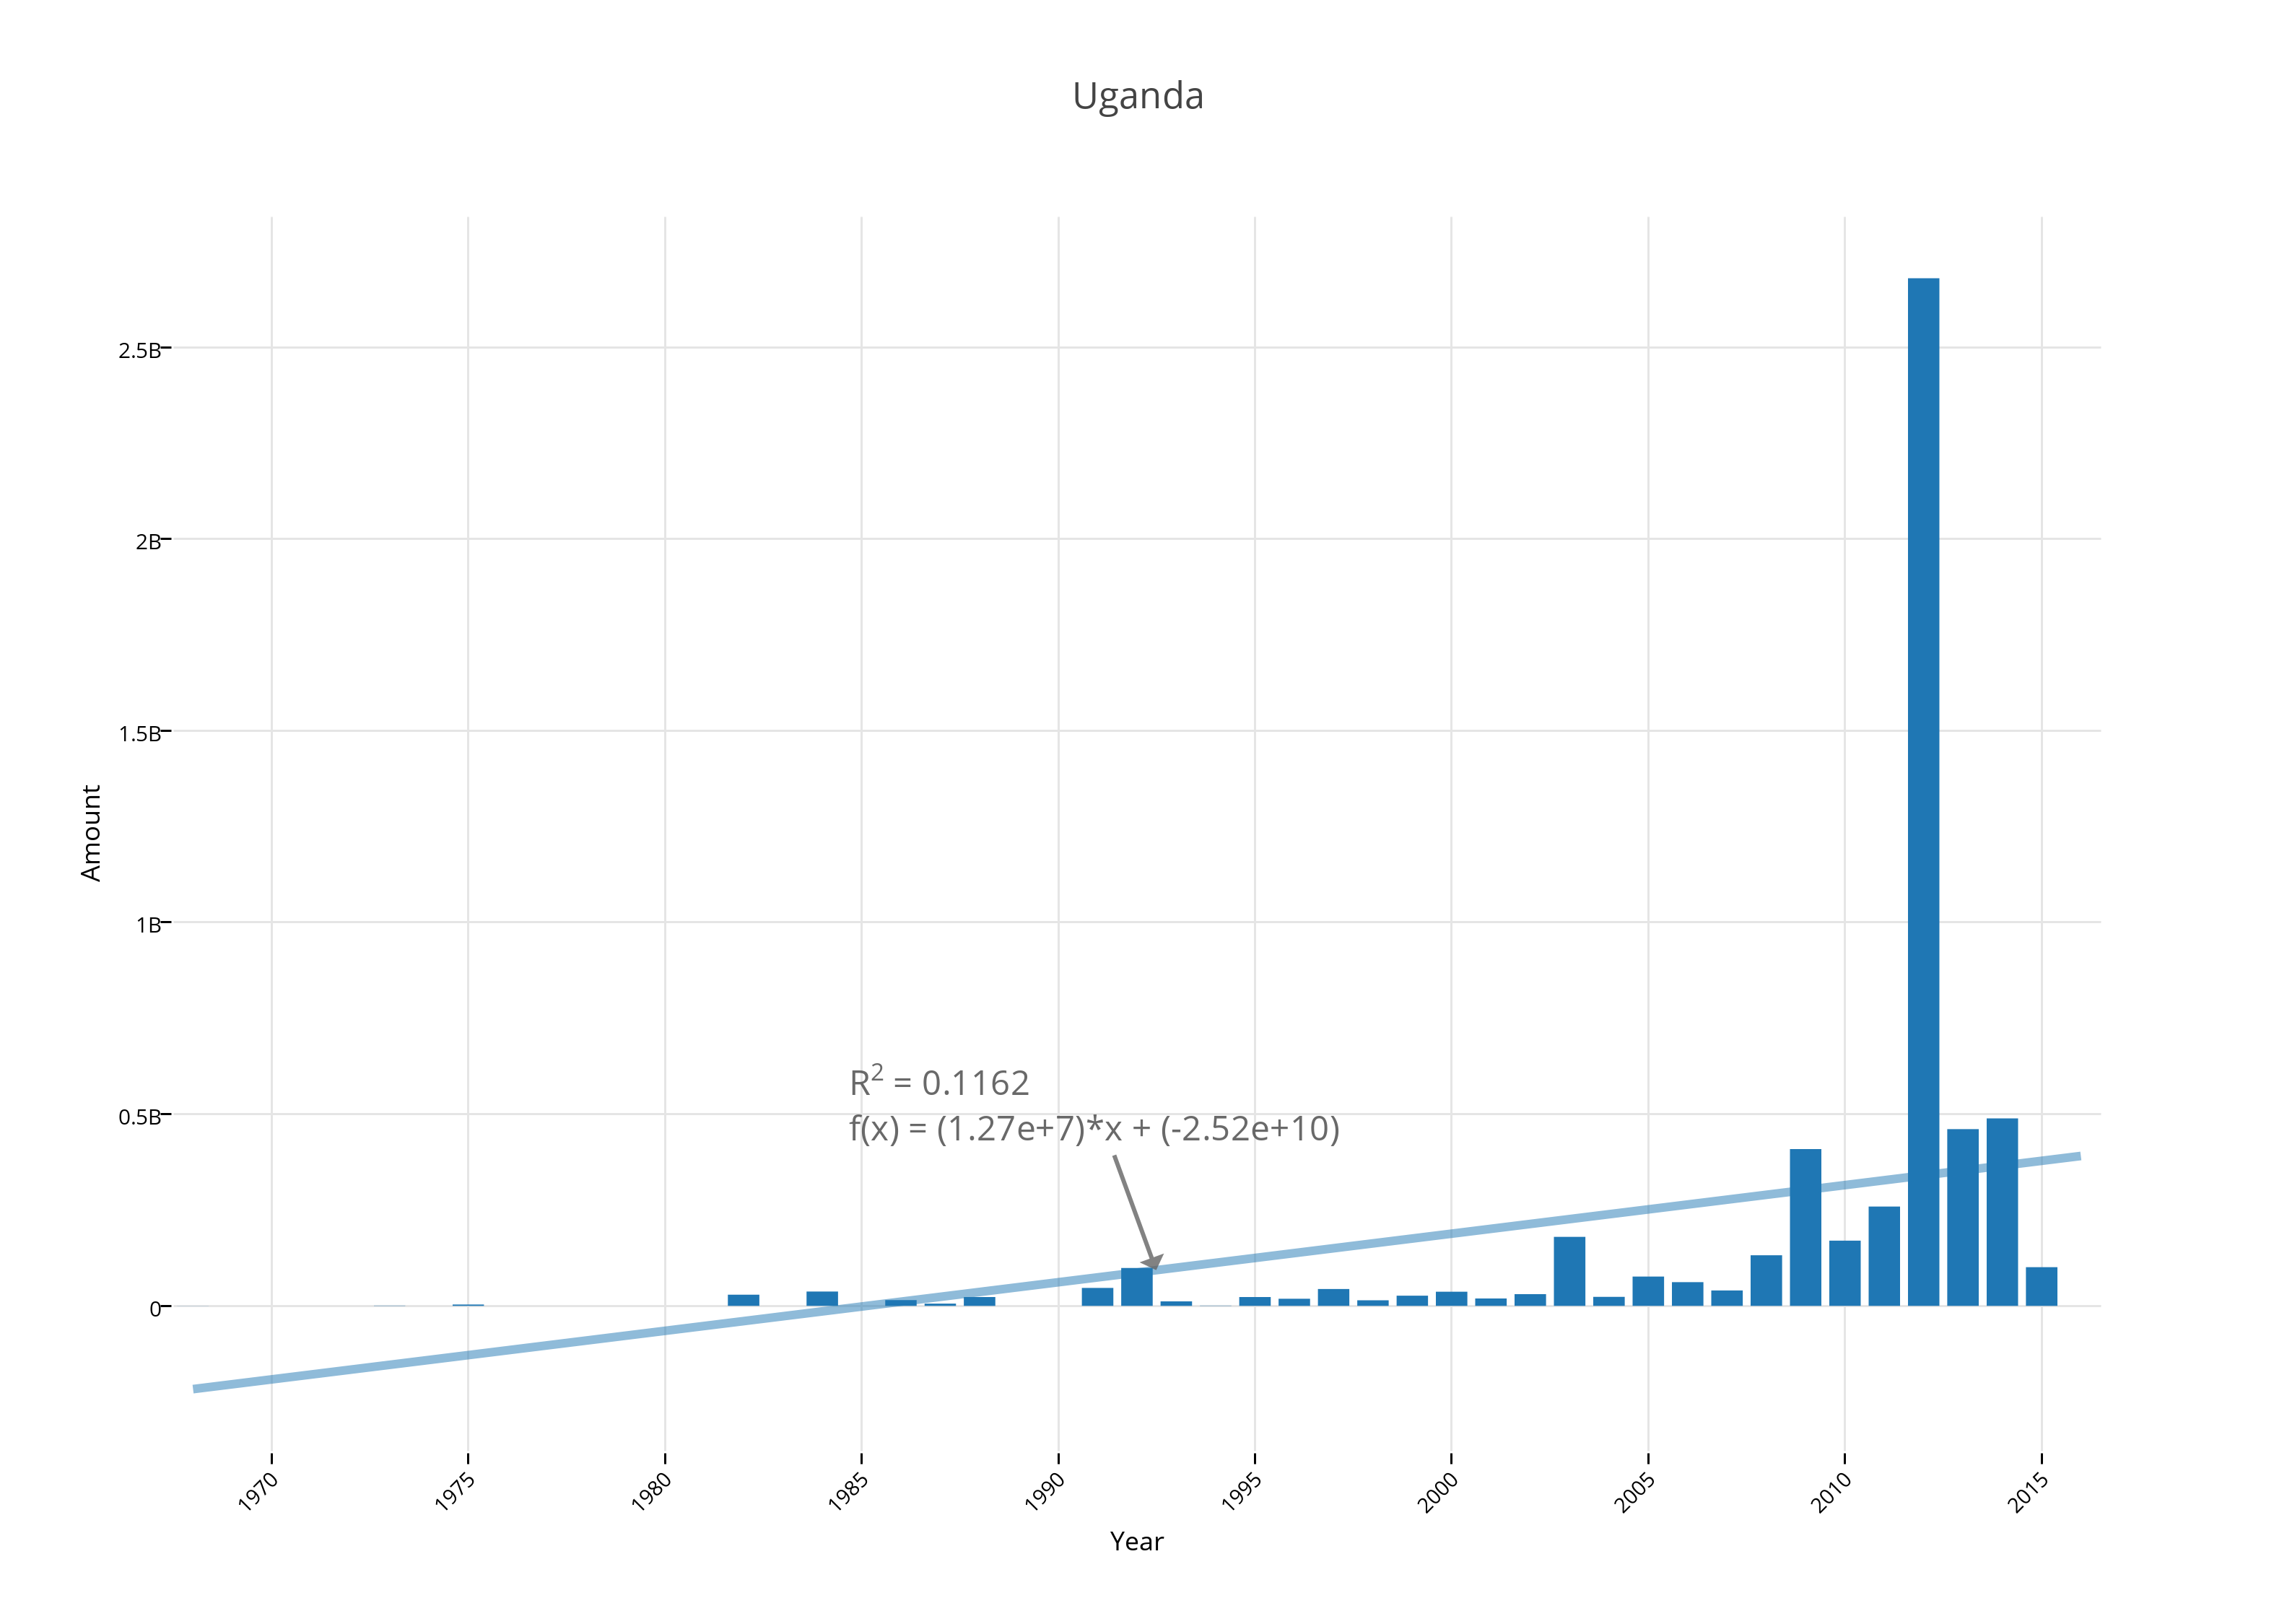 Uganda
2.5B
2B
1.5B
1B
0.5B
0
Amount
R² = 0.1162
f(x) = (1.27e+7)*x + (-2.52e+10)
1970
1975
1980
1985
1990
1995
2000
2005
2010
2015
Year